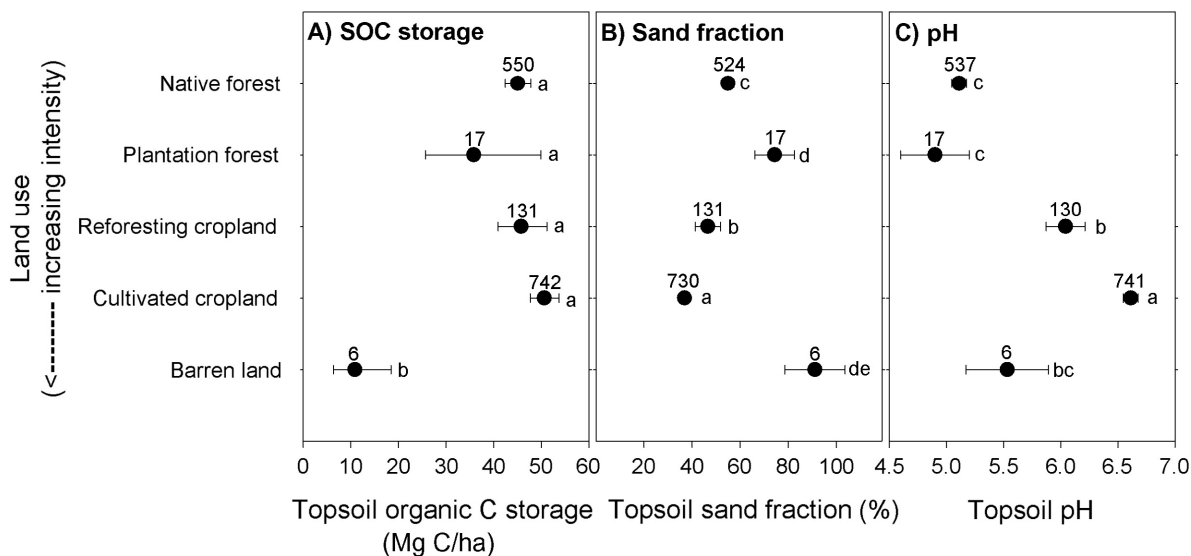 A) SOC storage
B) Sand fraction
C) pH
Land use
(<--------- increasing intensity)
Native forest
550
a
524
c
537
c
Plantation forest
17
a
17
d
17
c
Reforesting cropland
131
a
131
b
130
b
Cultivated cropland
742
a
730
a
741
a
Barren land
6
b
6
de
6
bc
0 10 20 30 40 50 60
20 40 60 80 100
4.5 5.0 5.5 6.0 6.5 7.0
Topsoil organic C storage
(Mg C/ha)
Topsoil sand fraction (%)
Topsoil pH